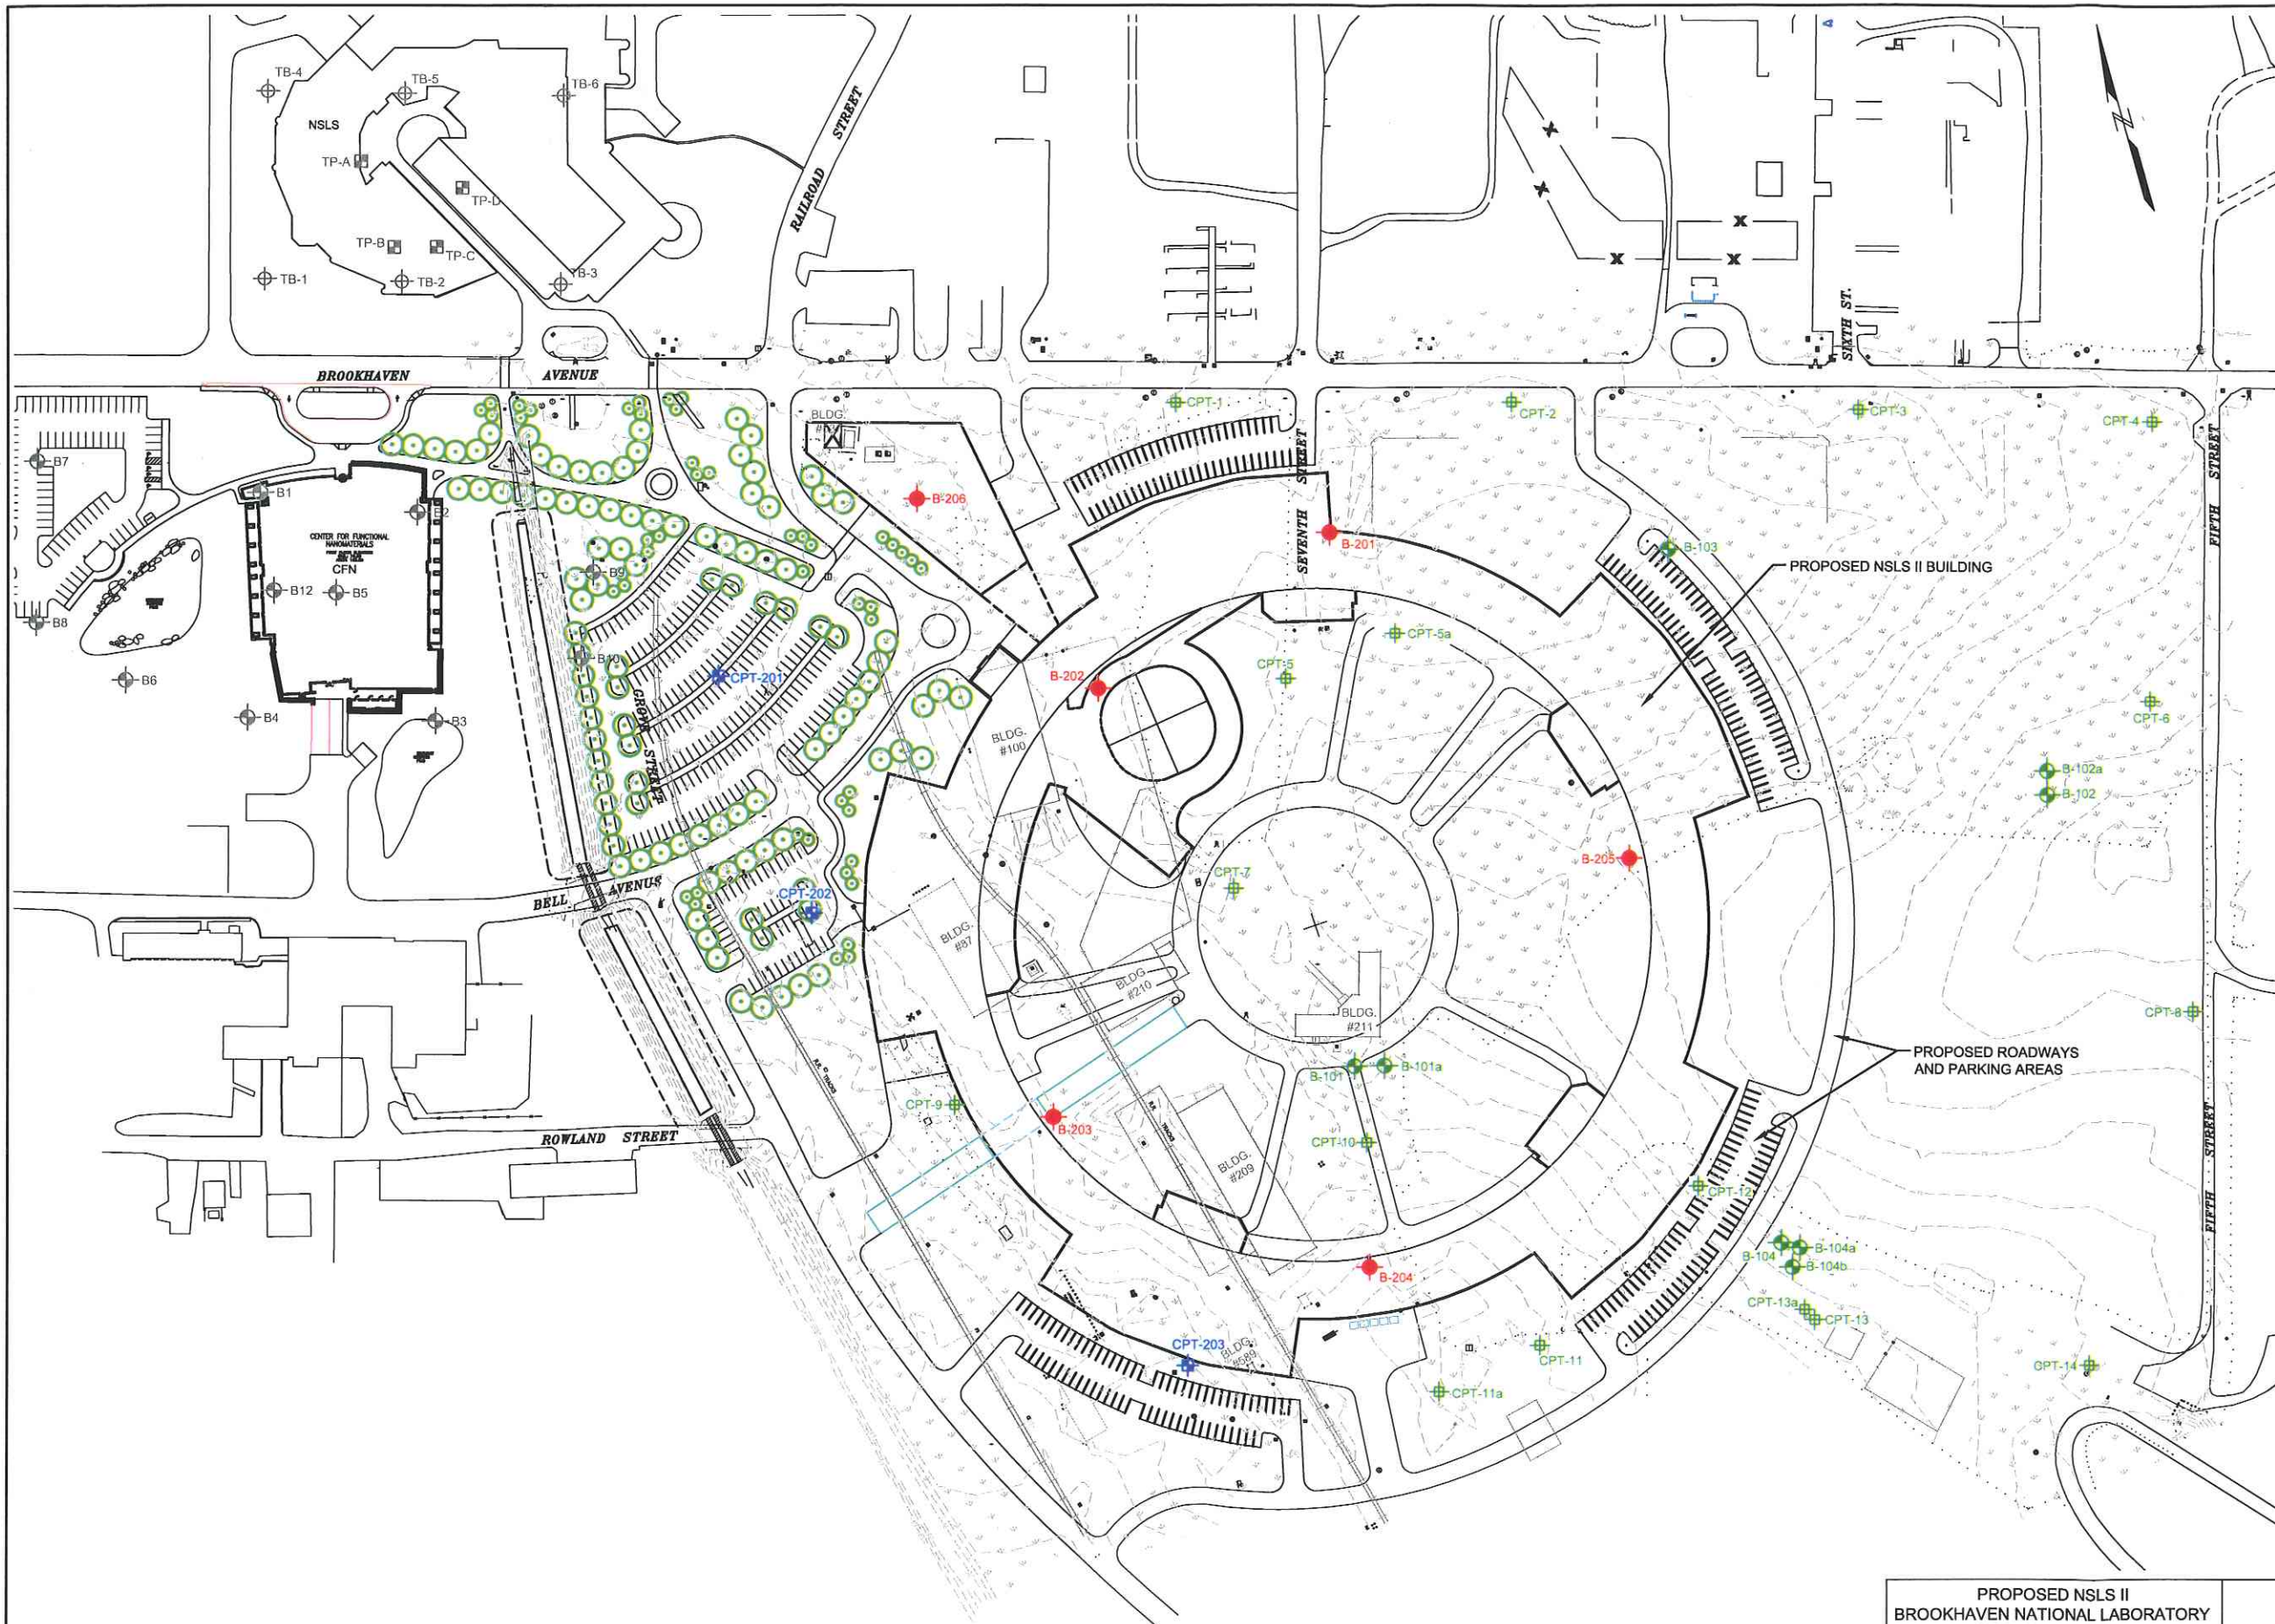 TB-4
TB-5
TB-6
NSLS
TP-A
TP-D
TP-B
TP-C
TB-1
TB-2
TB-3
RAILROAD STREET
SIXTH ST.
BROOKHAVEN AVENUE
CPT-1
CPT-2
CPT-3
CPT-4
BLDG.
B7
B1
B2
B-206
SEVENTH STREET
FIFTH STREET
B-201
B-103
CENTER FOR FUNCTIONAL
NANOMATERIALS
CFN
B9
PROPOSED NSLS II BUILDING
B12
B5
B8
CPT-5a
B10
B6
CPT-201
B-202
CPT-5
GROVE STREET
B4
B3
CPT-6
BLDG.
#100
B-102a
B-102
B-205
BELL AVENUE
CPT-202
CPT-7
BLDG.
#87
BLDG.
#210
BLDG.
#211
CPT-8
PROPOSED ROADWAYS
AND PARKING AREAS
B-101
B-101a
R.R. TRACKS
CPT-9
B-203
R.R. TRACKS
ROWLAND STREET
CPT-10
BLDG.
#209
CPT-12
FIFTH STREET
B-104
B-104a
B-104b
B-204
CPT-13a
CPT-13
CPT-203
BLDG.
#589
CPT-11
CPT-14
CPT-11a
PROPOSED NSLS II
BROOKHAVEN NATIONAL LABORATORY